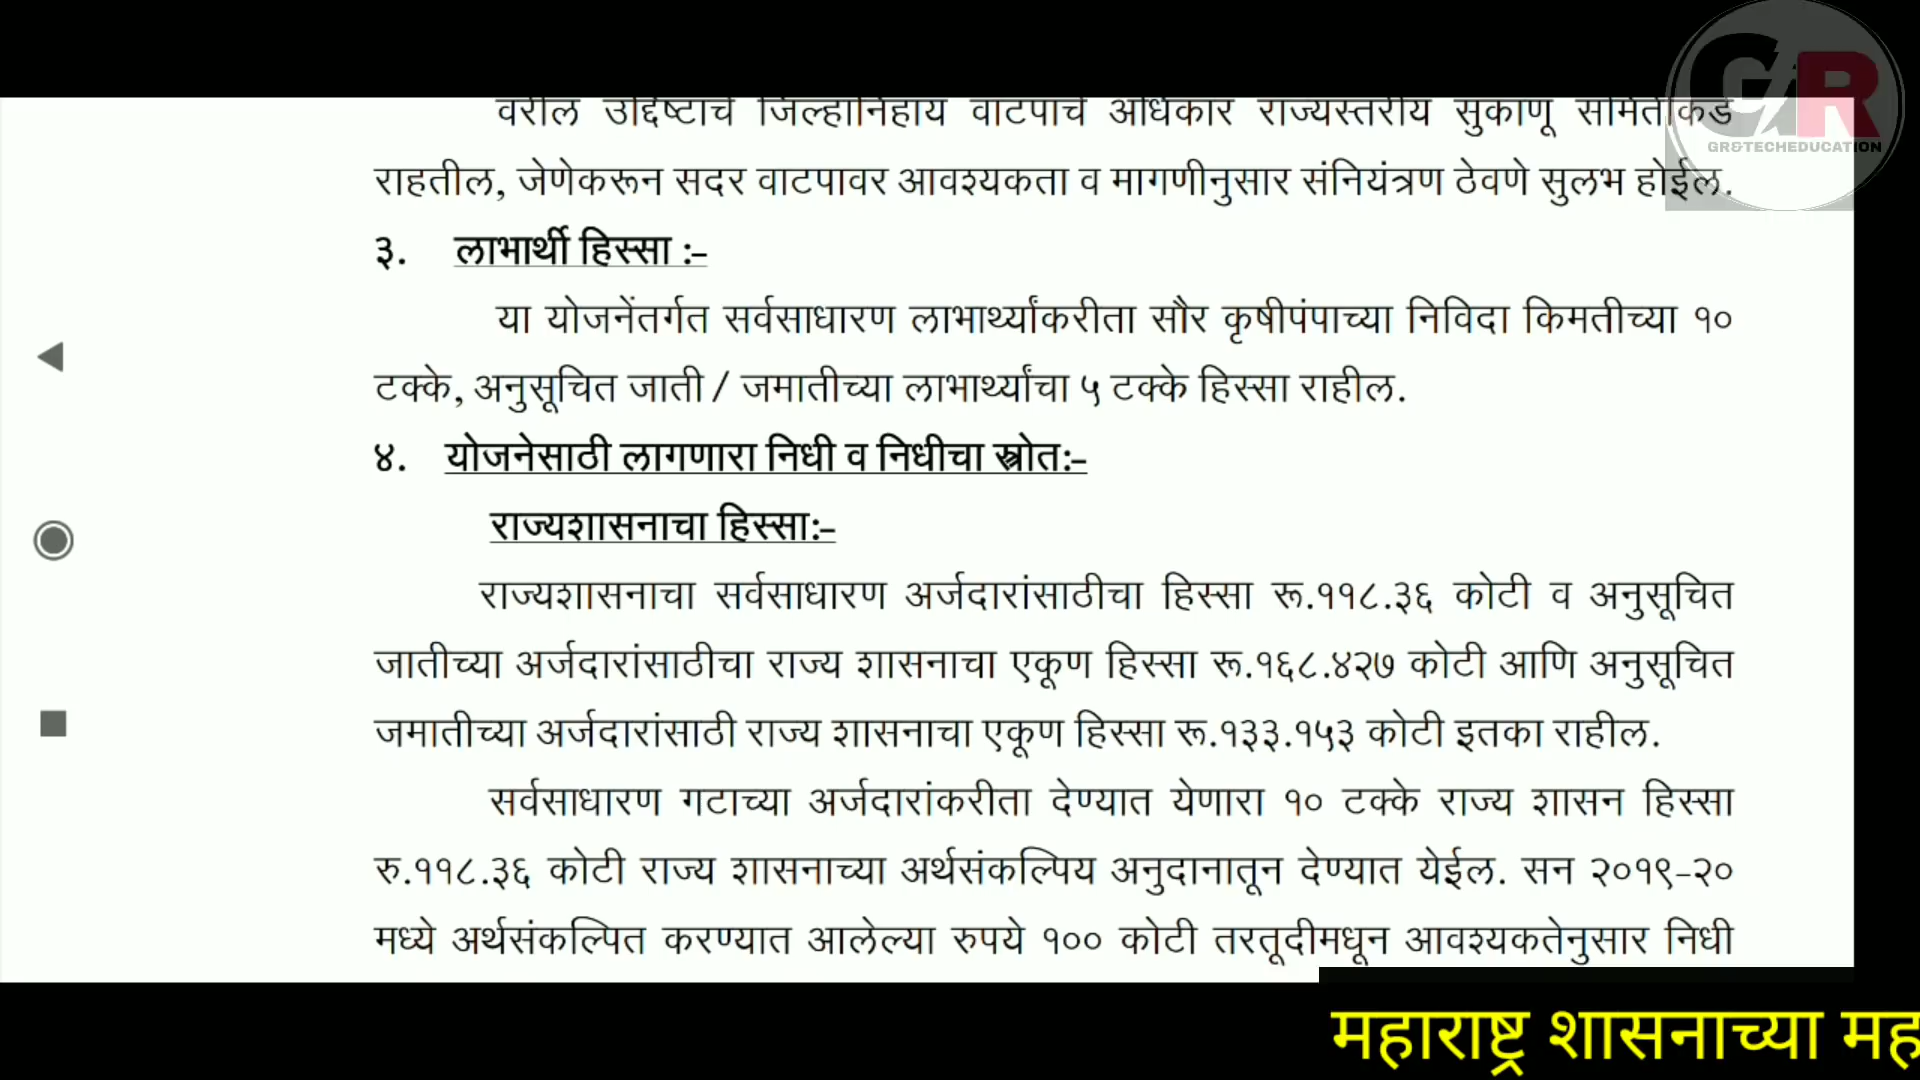 वरील उद्दिष्टाचे जिल्हानिहाय वाटपाचे अधिकार राज्यस्तरीय सुकाणू समितीकडे
राहतील, जेणेकरून सदर वाटपावर आवश्यकता व मागणीनुसार संनियंत्रण ठेवणे सुलभ होईल.
GR&TECHEDUCATION
३. लाभार्थी हिस्सा :-
या योजनेंतर्गत सर्वसाधारण लाभार्थ्यांकरीता सौर कृषीपंपाच्या निविदा किमतीच्या १०
टक्के, अनुसूचित जाती / जमातीच्या लाभार्थ्यांचा ५ टक्के हिस्सा राहील.
४. योजनेसाठी लागणारा निधी व निधीचा स्त्रोत:-
राज्यशासनाचा हिस्सा:-
राज्यशासनाचा सर्वसाधारण अर्जदारांसाठीचा हिस्सा रू.११८.३६ कोटी व अनुसूचित
जातीच्या अर्जदारांसाठीचा राज्य शासनाचा एकूण हिस्सा रू.१६८.४२७ कोटी आणि अनुसूचित
जमातीच्या अर्जदारांसाठी राज्य शासनाचा एकूण हिस्सा रू.१३३.१५३ कोटी इतका राहील.
सर्वसाधारण गटाच्या अर्जदारांकरीता देण्यात येणारा १० टक्के राज्य शासन हिस्सा
रु.११८.३६ कोटी राज्य शासनाच्या अर्थसंकल्पिय अनुदानातून देण्यात येईल. सन २०१९-२०
मध्ये अर्थसंकल्पित करण्यात आलेल्या रुपये १०० कोटी तरतूदीमधून आवश्यकतेनुसार निधी
महाराष्ट्र शासनाच्या मह